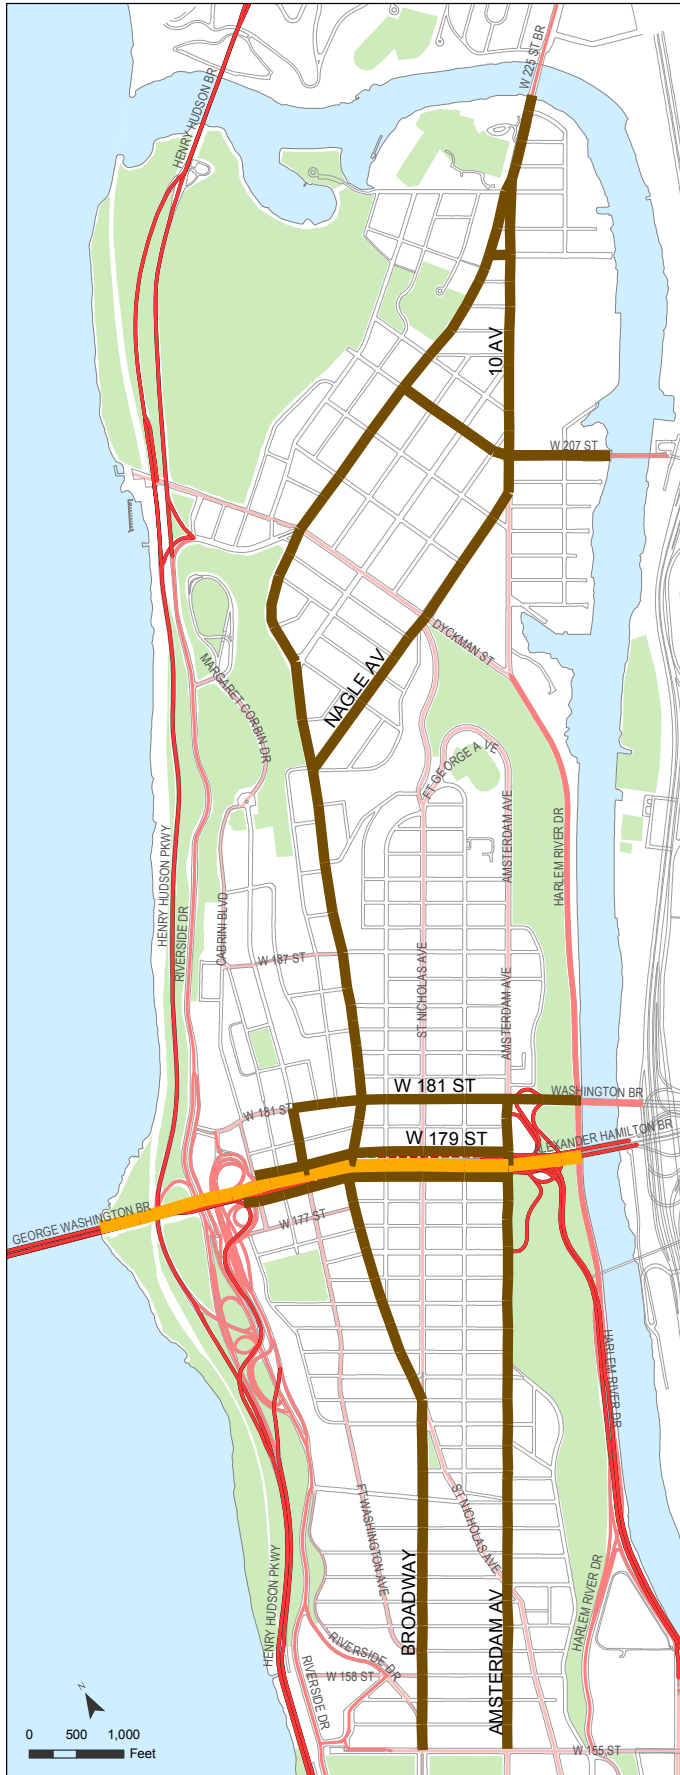 W 225 ST BR
HENRY HUDSON BR
10 AV
W 207 ST
DYCKMAN ST
NAGLE AV
MARGARET CORBIN DR
FT GEORGE A VE
AMSTERDAM AVE
HARLEM RIVER DR
HENRY HUDSON PKWY
RIVERSIDE DR
CABRINI BLVD
W 187 ST
ST NICHOLAS AVE
AMSTERDAM AVE
W 181 ST
WASHINGTON BR
W 181 ST
W 179 ST
ALEXANDER HAMILTON BR
GEORGE WASHINGTON BR
W 177 ST
HARLEM RIVER DR
FT WASHINGTON AVE
ST NICHOLAS AVE
BROADWAY
AMSTERDAM AV
HARLEM RIVER DR
HENRY HUDSON PKWY
RIVERSIDE DR
RIVERSIDE DR
W 158 ST
W 155 ST
N
0 500 1,000
Feet